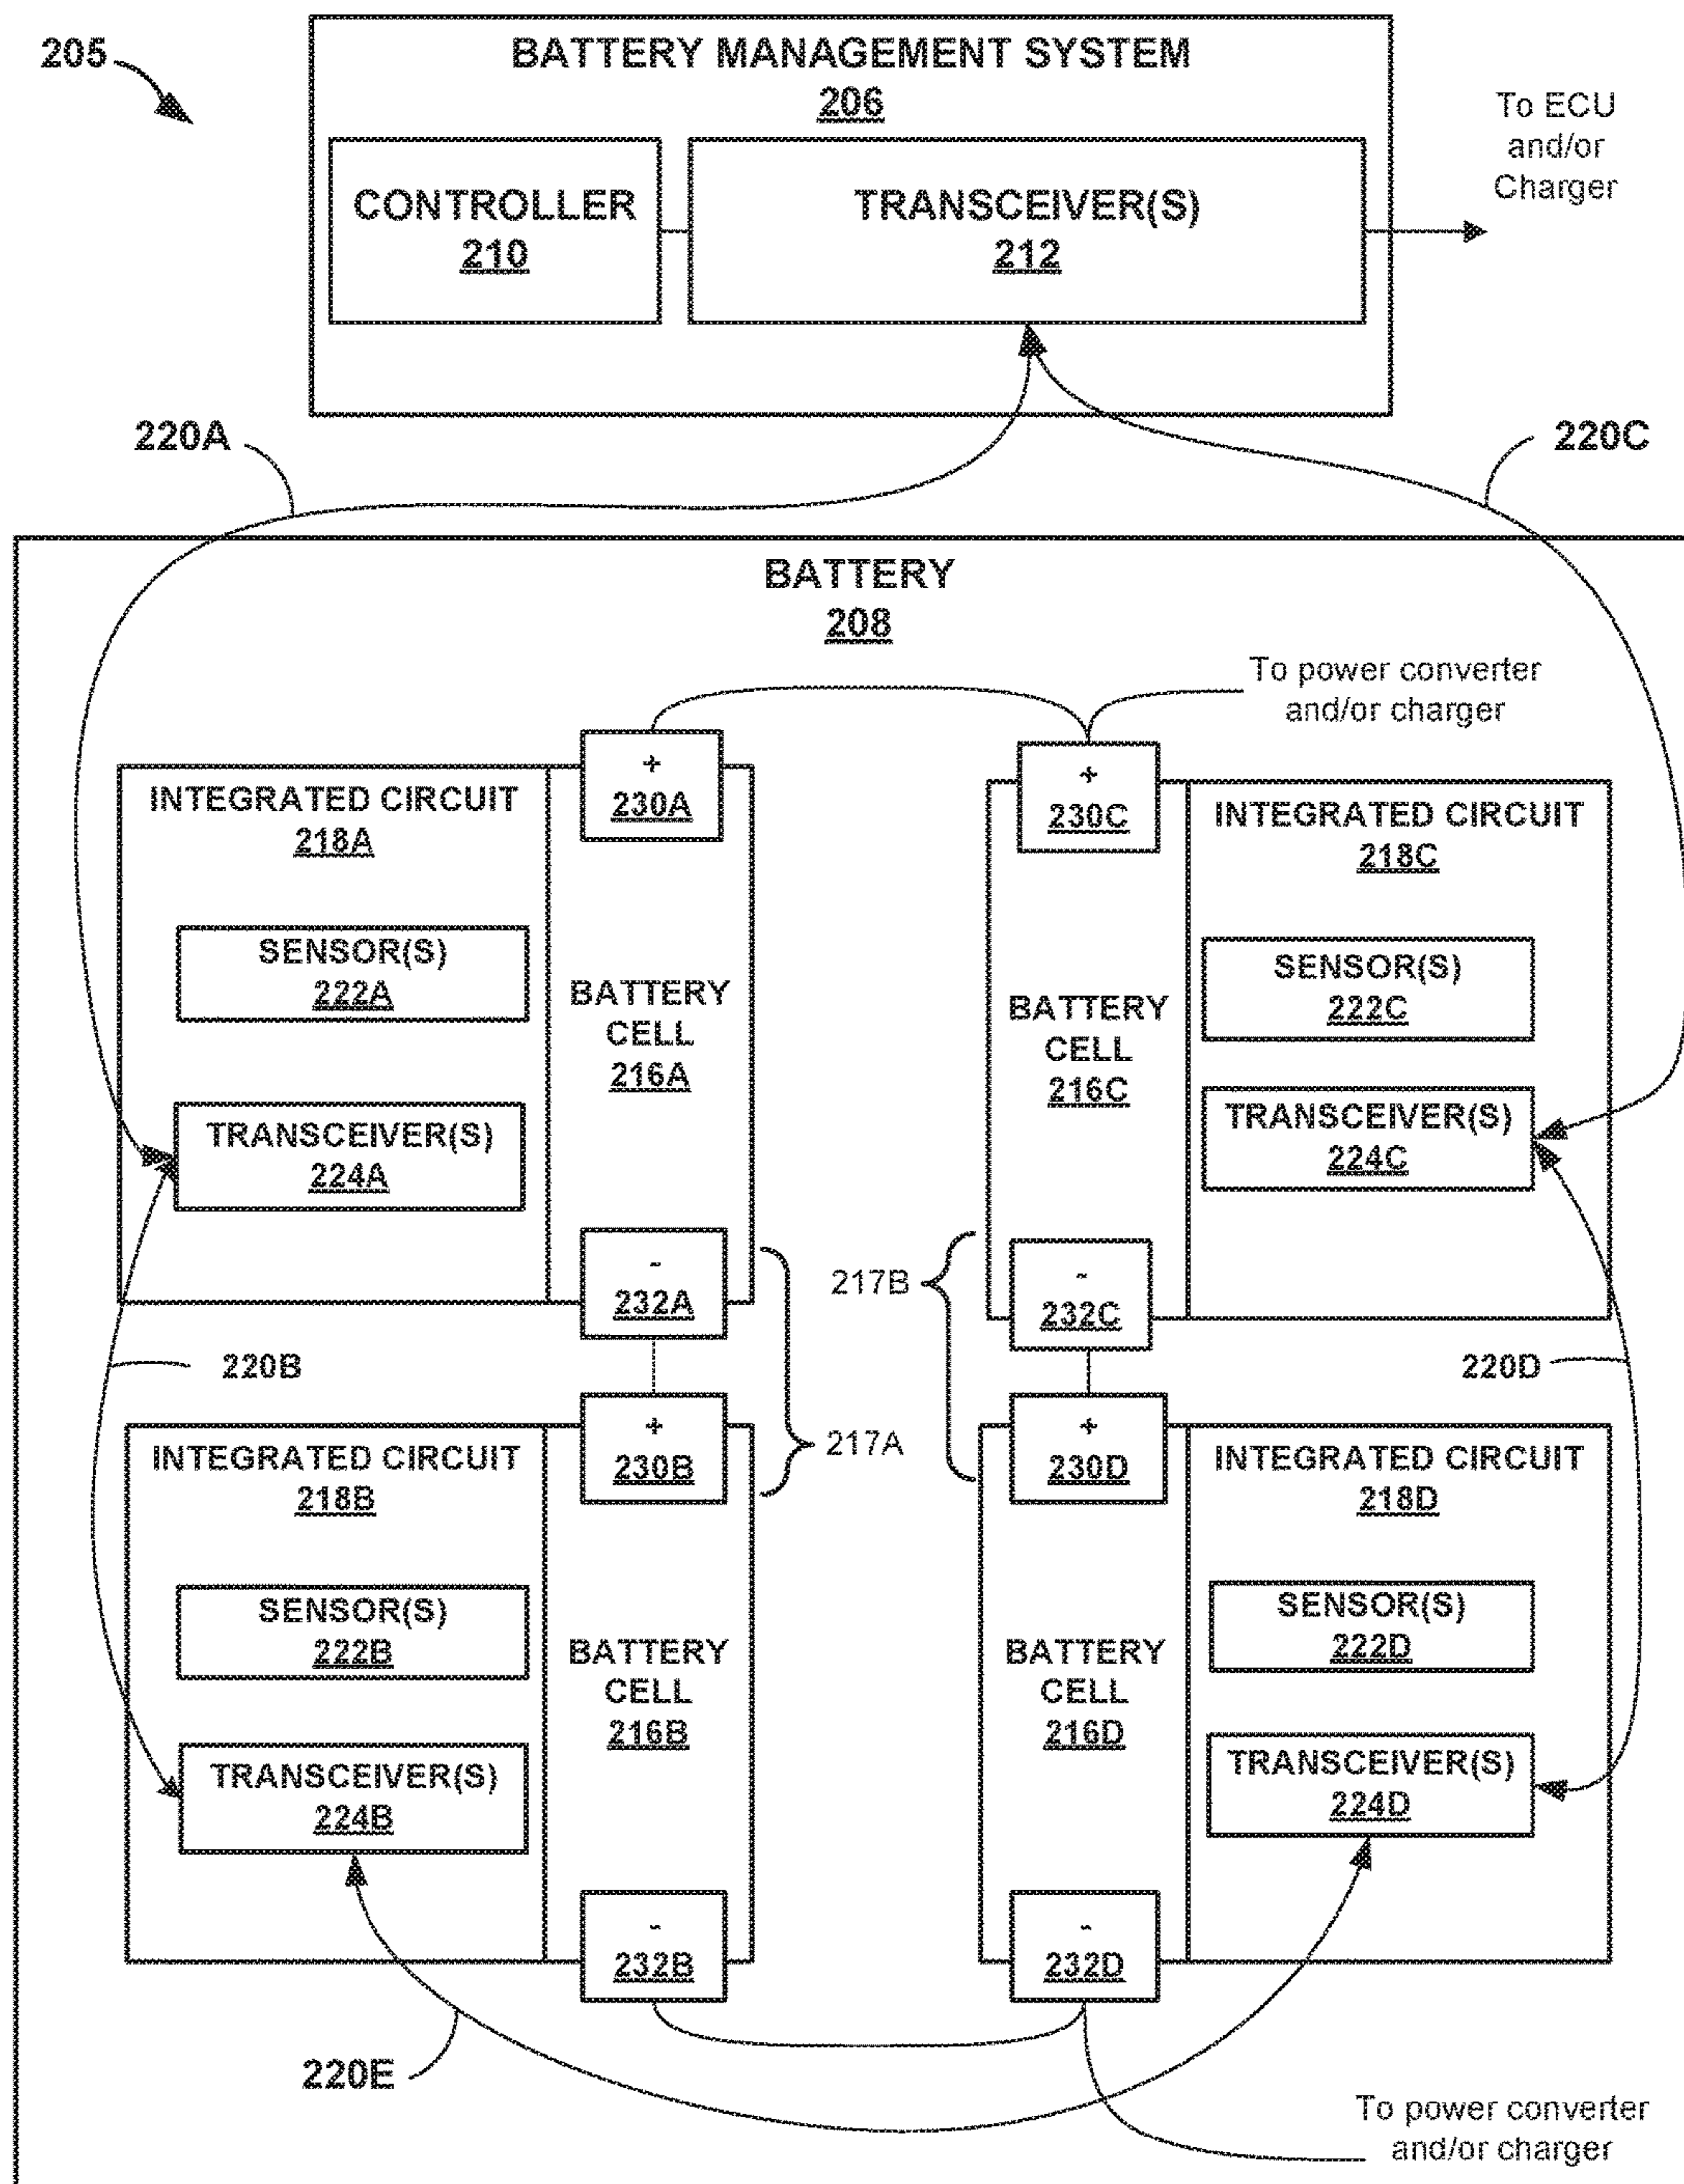 205
BATTERY MANAGEMENT SYSTEM
206
CONTROLLER
210
TRANSCEIVER(S)
212
To ECU
and/or
Charger
220A
220C
BATTERY
208
To power converter
and/or charger
+
230A
INTEGRATED CIRCUIT
218A
SENSOR(S)
222A
TRANSCEIVER(S)
224A
BATTERY
CELL
216A
-
232A
+
230C
BATTERY
CELL
216C
INTEGRATED CIRCUIT
218C
SENSOR(S)
222C
TRANSCEIVER(S)
224C
-
232C
217B
217A
220B
220D
+
230B
INTEGRATED CIRCUIT
218B
SENSOR(S)
222B
TRANSCEIVER(S)
224B
BATTERY
CELL
216B
-
232B
+
230D
BATTERY
CELL
216D
INTEGRATED CIRCUIT
218D
SENSOR(S)
222D
TRANSCEIVER(S)
224D
-
232D
220E
To power converter
and/or charger